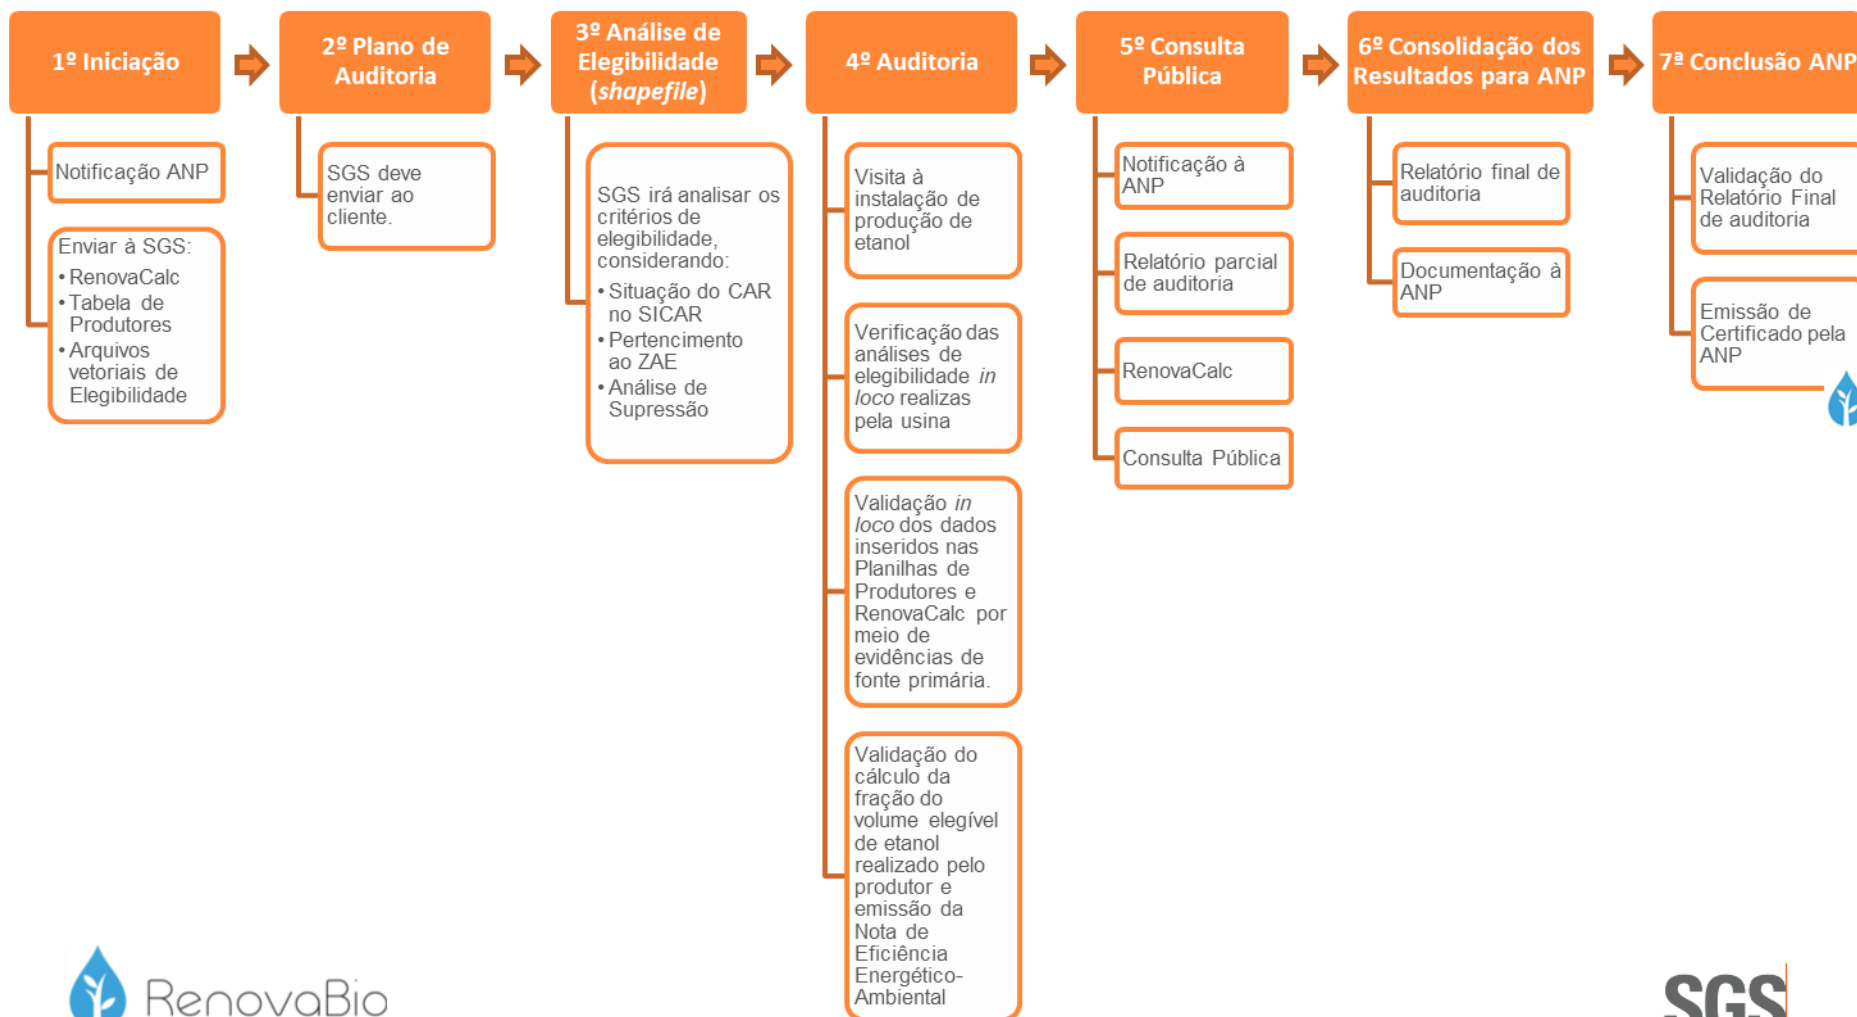 1º Iniciação
Notificação ANP
Enviar à SGS:
• RenovaCalc
• Tabela de
Produtores
• Arquivos
vetoriais de
Elegibilidade
2º Plano de
Auditoria
SGS deve
enviar ao
cliente.
3º Análise de
Elegibilidade
(shapefile)
SGS irá analisar os
critérios de
elegibilidade,
considerando:
• Situação do CAR
no SICAR
• Pertencimento
ao ZAE
• Análise de
Supressão
4º Auditoria
Visita à
instalação de
produção de
etanol
Verificação das
análises de
elegibilidade in
loco realizas
pela usina
Validação in
loco dos dados
inseridos nas
Planilhas de
Produtores e
RenovaCalc por
meio de
evidências de
fonte primária.
Validação do
cálculo da
fração do
volume elegível
de etanol
realizado pelo
produtor e
emissão da
Nota de
Eficiência
Energético-
Ambiental
5º Consulta
Pública
Notificação à
ANP
Relatório parcial
de auditoria
RenovaCalc
Consulta Pública
6º Consolidação dos
Resultados para ANP
Relatório final de
auditoria
Documentação à
ANP
7ª Conclusão ANP
Validação do
Relatório Final
de auditoria
Emissão de
Certificado pela
ANP
RenovaBio
SGS